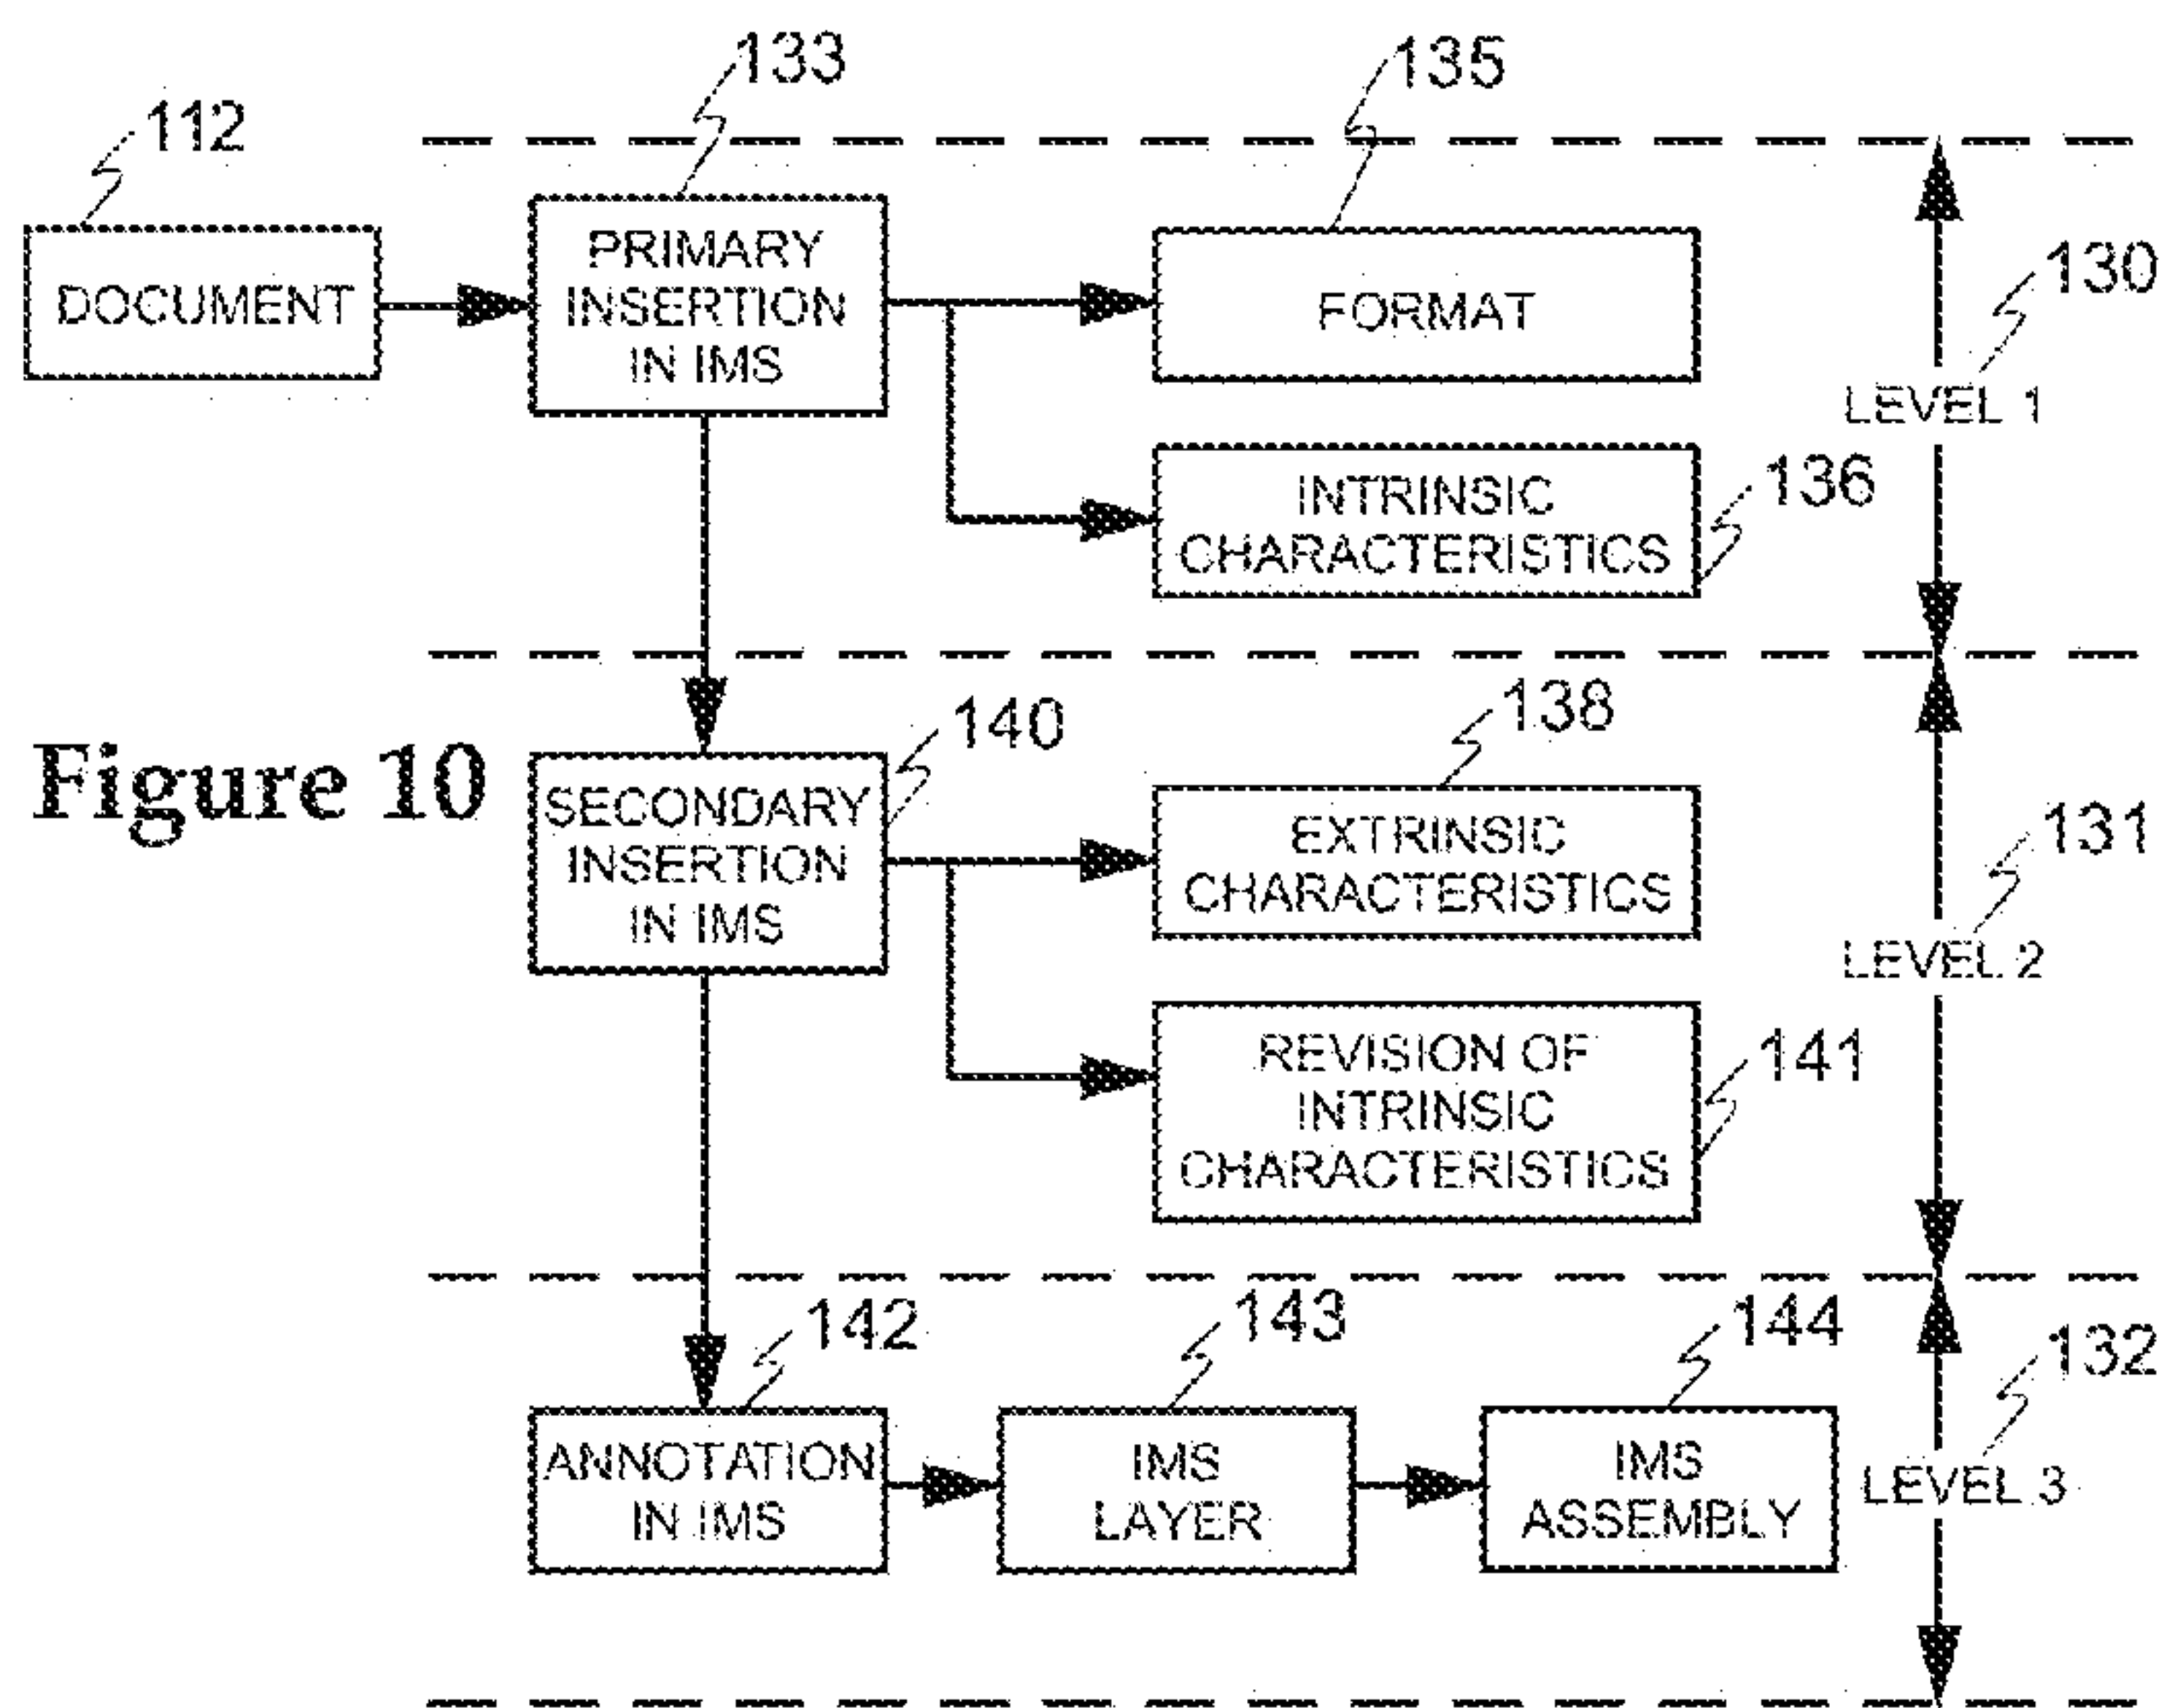 133
135
112
PRIMARY
INSERTION
IN IMS
DOCUMENT
FORMAT
130
LEVEL 1
INTRINSIC
CHARACTERISTICS
136
Figure 10
140
138
SECONDARY
INSERTION
IN IMS
EXTRINSIC
CHARACTERISTICS
131
LEVEL 2
REVISION OF
INTRINSIC
CHARACTERISTICS
141
142
143
144
132
ANNOTATION
IN IMS
IMS
LAYER
IMS
ASSEMBLY
LEVEL 3